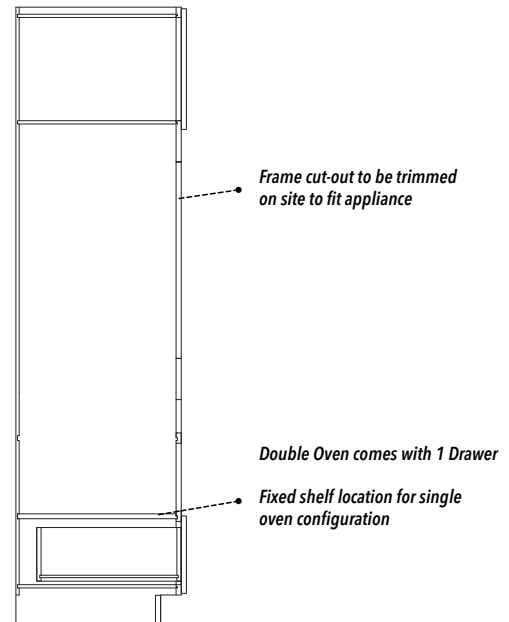 Frame cut-out to be trimmed
on site to fit appliance
Double Oven comes with 1 Drawer
Fixed shelf location for single
oven configuration